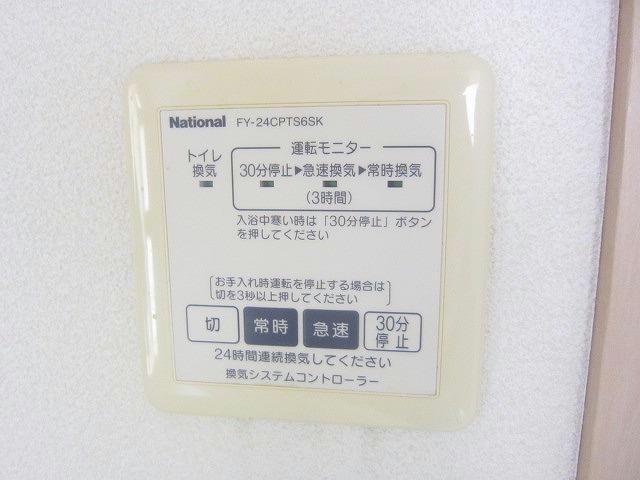 National FY-24CPTS6SK
運転モニター
トイレ
換気
30分停止▶急速換気▶常時換気
(3時間)
入浴中寒い時は「30分停止」ボタン
を押してください
お手入れ時運転を停止する場合は
切を3秒以上押してください
切 常時 急速 30分
停止
24時間連続換気してください
換気システムコントローラー